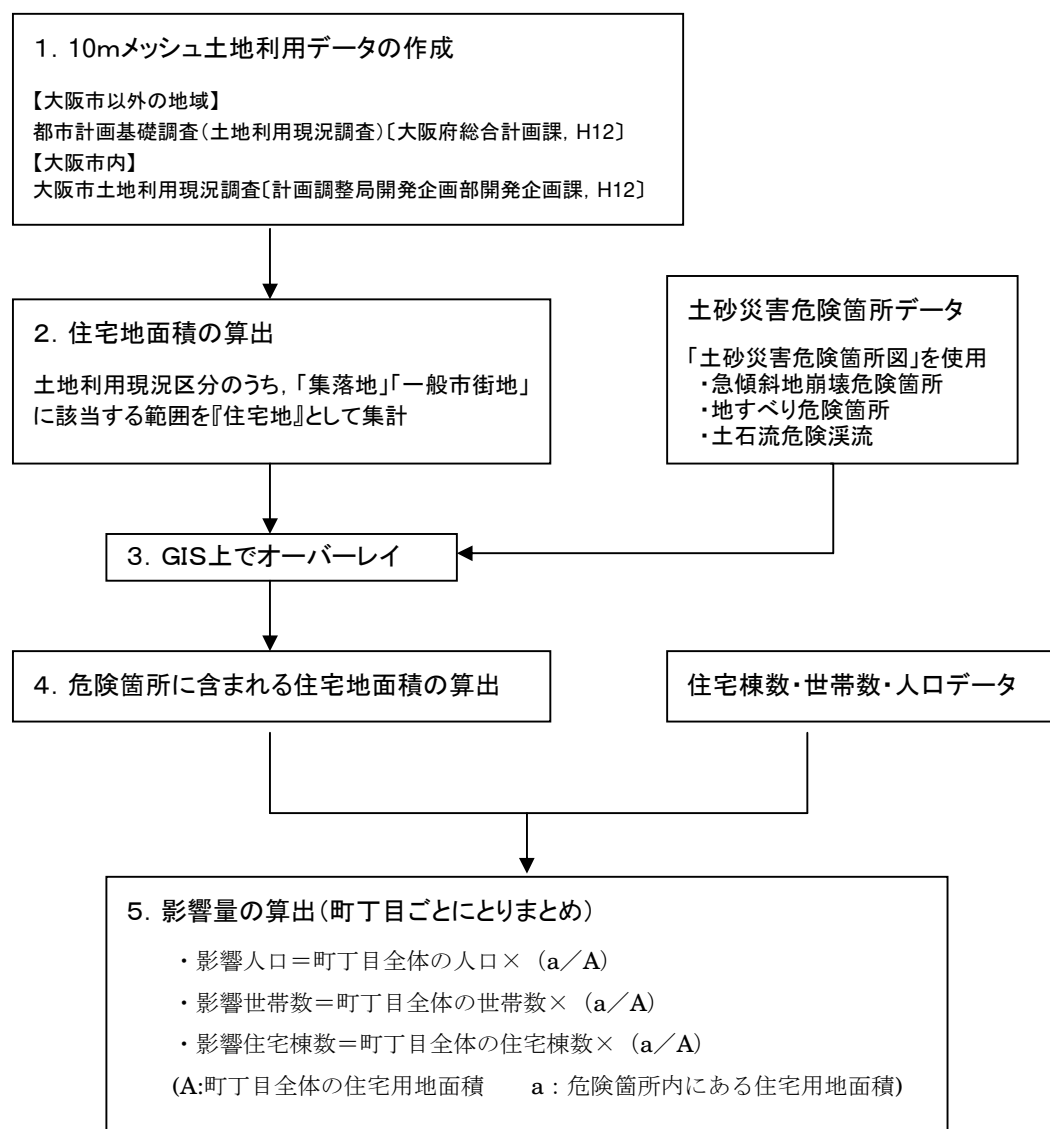 1．10mメッシュ土地利用データの作成
【大阪市以外の地域】
都市計画基礎調査（土地利用現況調査）〔大阪府総合計画課，H12〕
【大阪市内】
大阪市土地利用現況調査〔計画調整局開発企画部開発企画課，H12〕
2．住宅地面積の算出
土地利用現況区分のうち，「集落地」「一般市街地」
に該当する範囲を『住宅地』として集計
土砂災害危険箇所データ
「土砂災害危険箇所図」を使用
・急傾斜地崩壊危険箇所
・地すべり危険箇所
・土石流危険渓流
3．GIS上でオーバーレイ
4．危険箇所に含まれる住宅地面積の算出
住宅棟数・世帯数・人口データ
5．影響量の算出（町丁目ごとにとりまとめ）
・影響人口＝町丁目全体の人口×（a／A）
・影響世帯数＝町丁目全体の世帯数×（a／A）
・影響住宅棟数＝町丁目全体の住宅棟数×（a／A）
(A:町丁目全体の住宅用地面積　a：危険箇所内にある住宅用地面積)